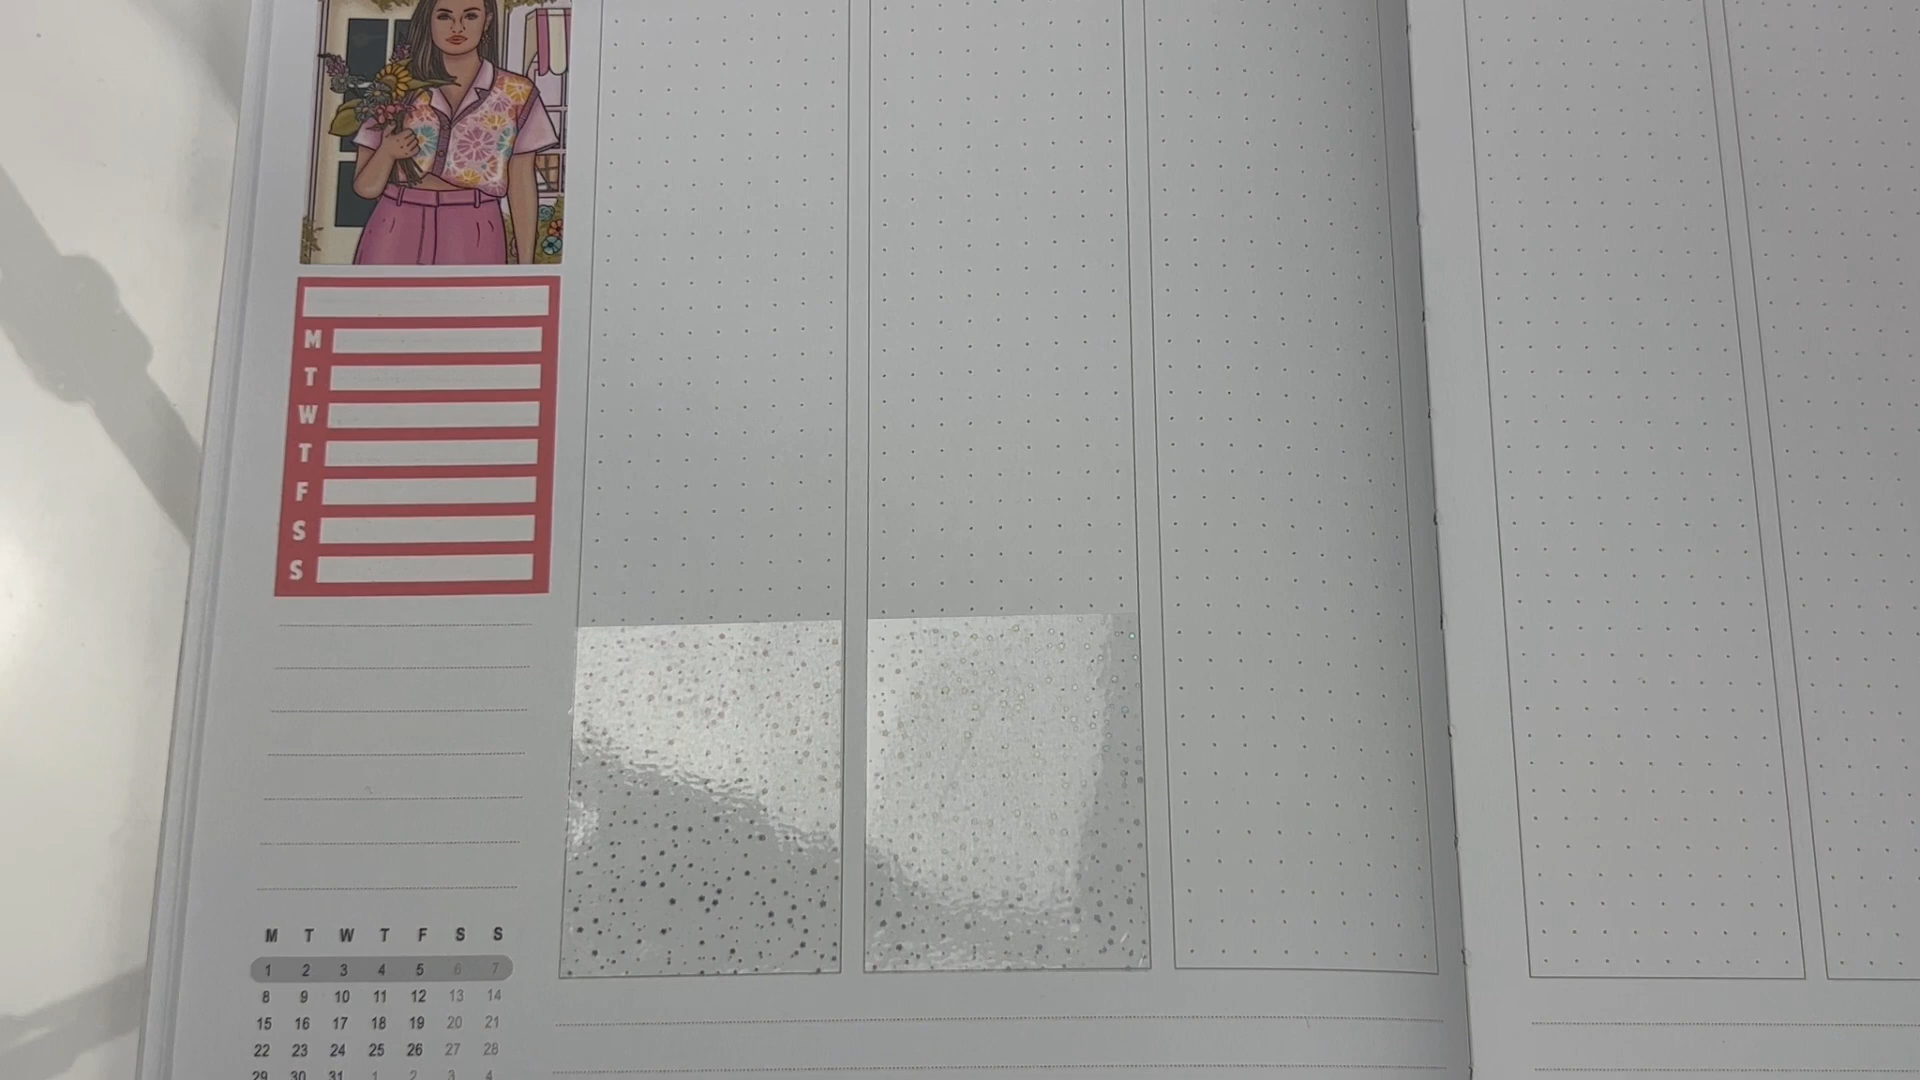 M
T
W
T
F
S
S
M T W T F S S
1 2 3 4 5 6 7
8 9 10 11 12 13 14
15 16 17 18 19 20 21
22 23 24 25 26 27 28
29 30 31 1 2 3 4